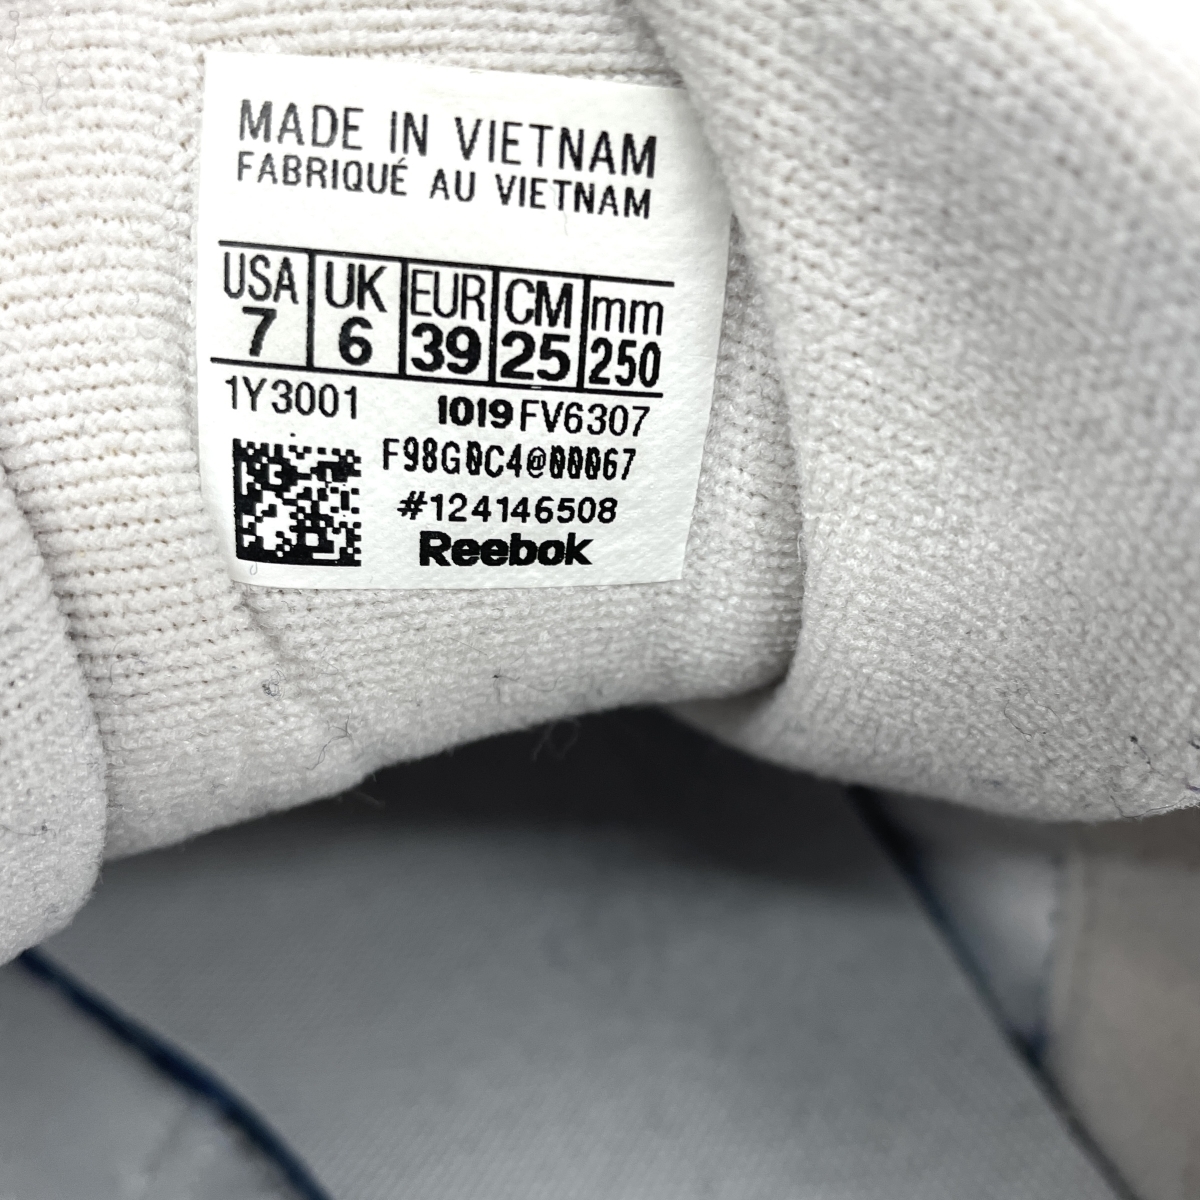 MADE IN VIETNAM
FABRIQUÉ AU VIETNAM
USA UK EUR CM mm
7 6 39 25 250
1Y3001 1019 FV6307
F98G0C4@00067
#124146508
Reebok